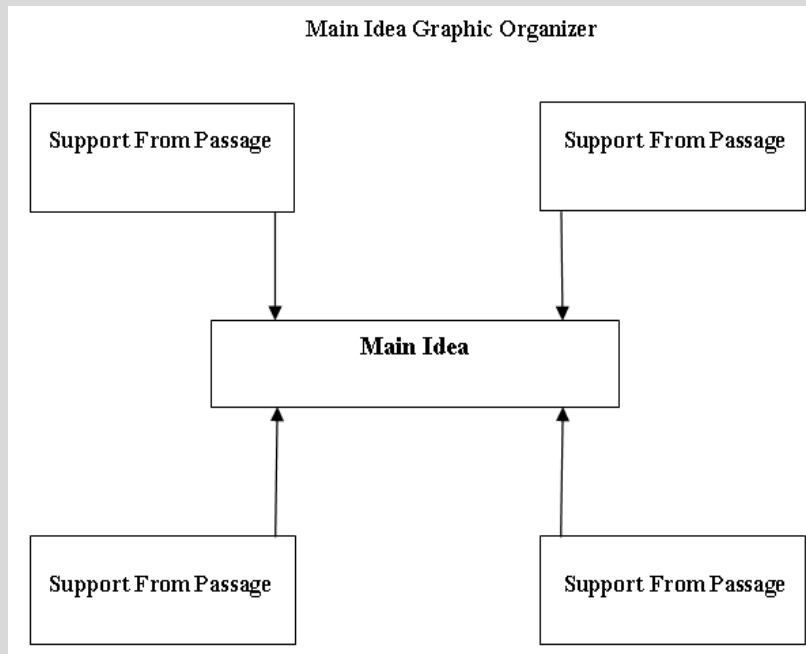 Main Idea Graphic Organizer
Support From Passage
Support From Passage
Main Idea
Support From Passage
Support From Passage